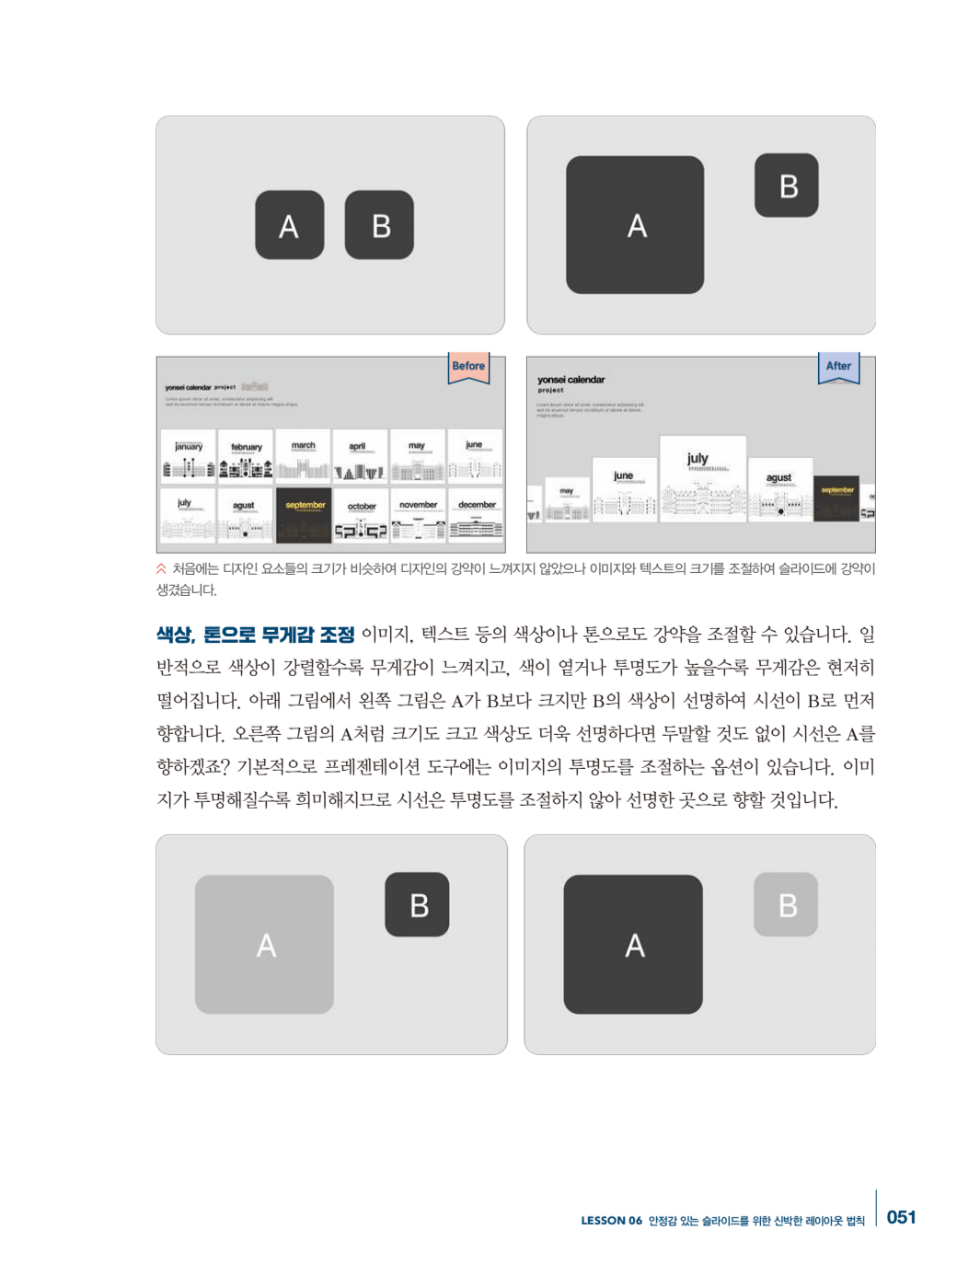 A
B
A
B
Before
yonsei calendar project
january
february
march
april
may
june
july
agust
september
october
november
december
After
yonsei calendar
project
may
june
july
agust
september
처음에는 디자인 요소들의 크기가 비슷하여 디자인의 강약이 느껴지지 않았으나 이미지와 텍스트의 크기를 조절하여 슬라이드에 강약이
생겼습니다.
색상, 톤으로 무게감 조정 이미지, 텍스트 등의 색상이나 톤으로도 강약을 조절할 수 있습니다. 일
반적으로 색상이 강렬할수록 무게감이 느껴지고, 색이 옅거나 투명도가 높을수록 무게감은 현저히
떨어집니다. 아래 그림에서 왼쪽 그림은 A가 B보다 크지만 B의 색상이 선명하여 시선이 B로 먼저
향합니다. 오른쪽 그림의 A처럼 크기도 크고 색상도 더욱 선명하다면 두말할 것도 없이 시선은 A를
향하겠죠? 기본적으로 프레젠테이션 도구에는 이미지의 투명도를 조절하는 옵션이 있습니다. 이미
지가 투명해질수록 희미해지므로 시선은 투명도를 조절하지 않아 선명한 곳으로 향할 것입니다.
A
B
A
B
LESSON 06 안정감 있는 슬라이드를 위한 신박한 레이아웃 법칙 051